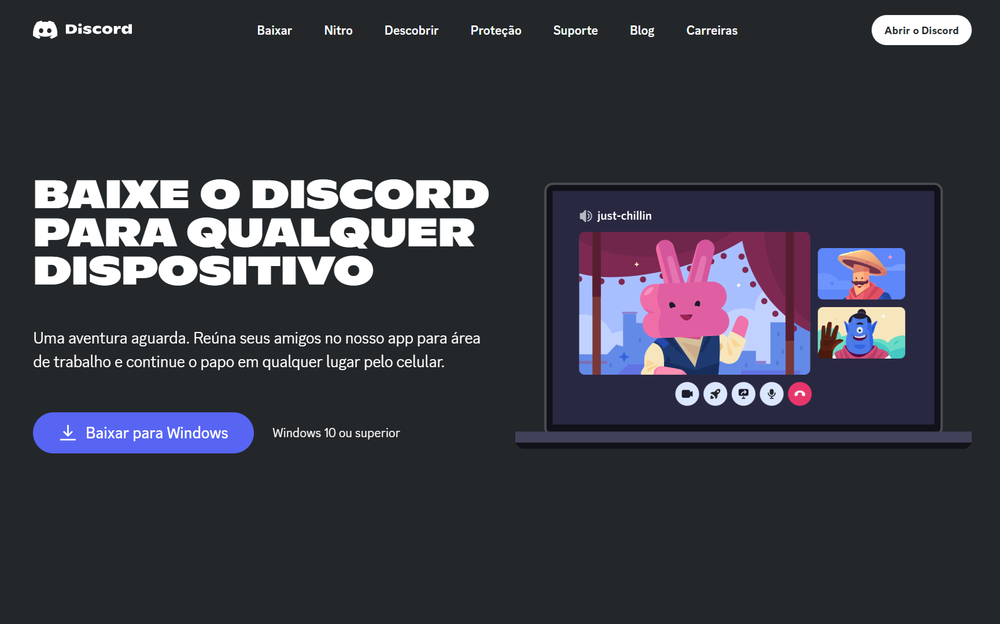 Discord
Baixar
Nitro
Descobrir
Proteção
Suporte
Blog
Carreiras
Abrir o Discord
BAIXE O DISCORD
PARA QUALQUER
DISPOSITIVO
Uma aventura aguarda. Reúna seus amigos no nosso app para área
de trabalho e continue o papo em qualquer lugar pelo celular.
Baixar para Windows
Windows 10 ou superior
just-chillin